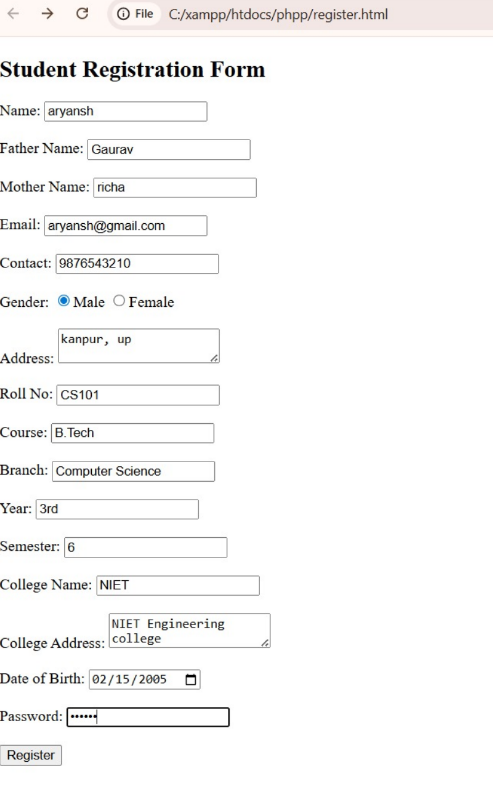 File C:/xampp/htdocs/phpp/register.html
Student Registration Form
Name: aryansh
Father Name: Gaurav
Mother Name: richa
Email: aryansh@gmail.com
Contact: 9876543210
Gender: Male Female
Address: kanpur, up
Roll No: CS101
Course: B.Tech
Branch: Computer Science
Year: 3rd
Semester: 6
College Name: NIET
College Address: NIET Engineering
college
Date of Birth: 02/15/2005
Password: ••••••
Register